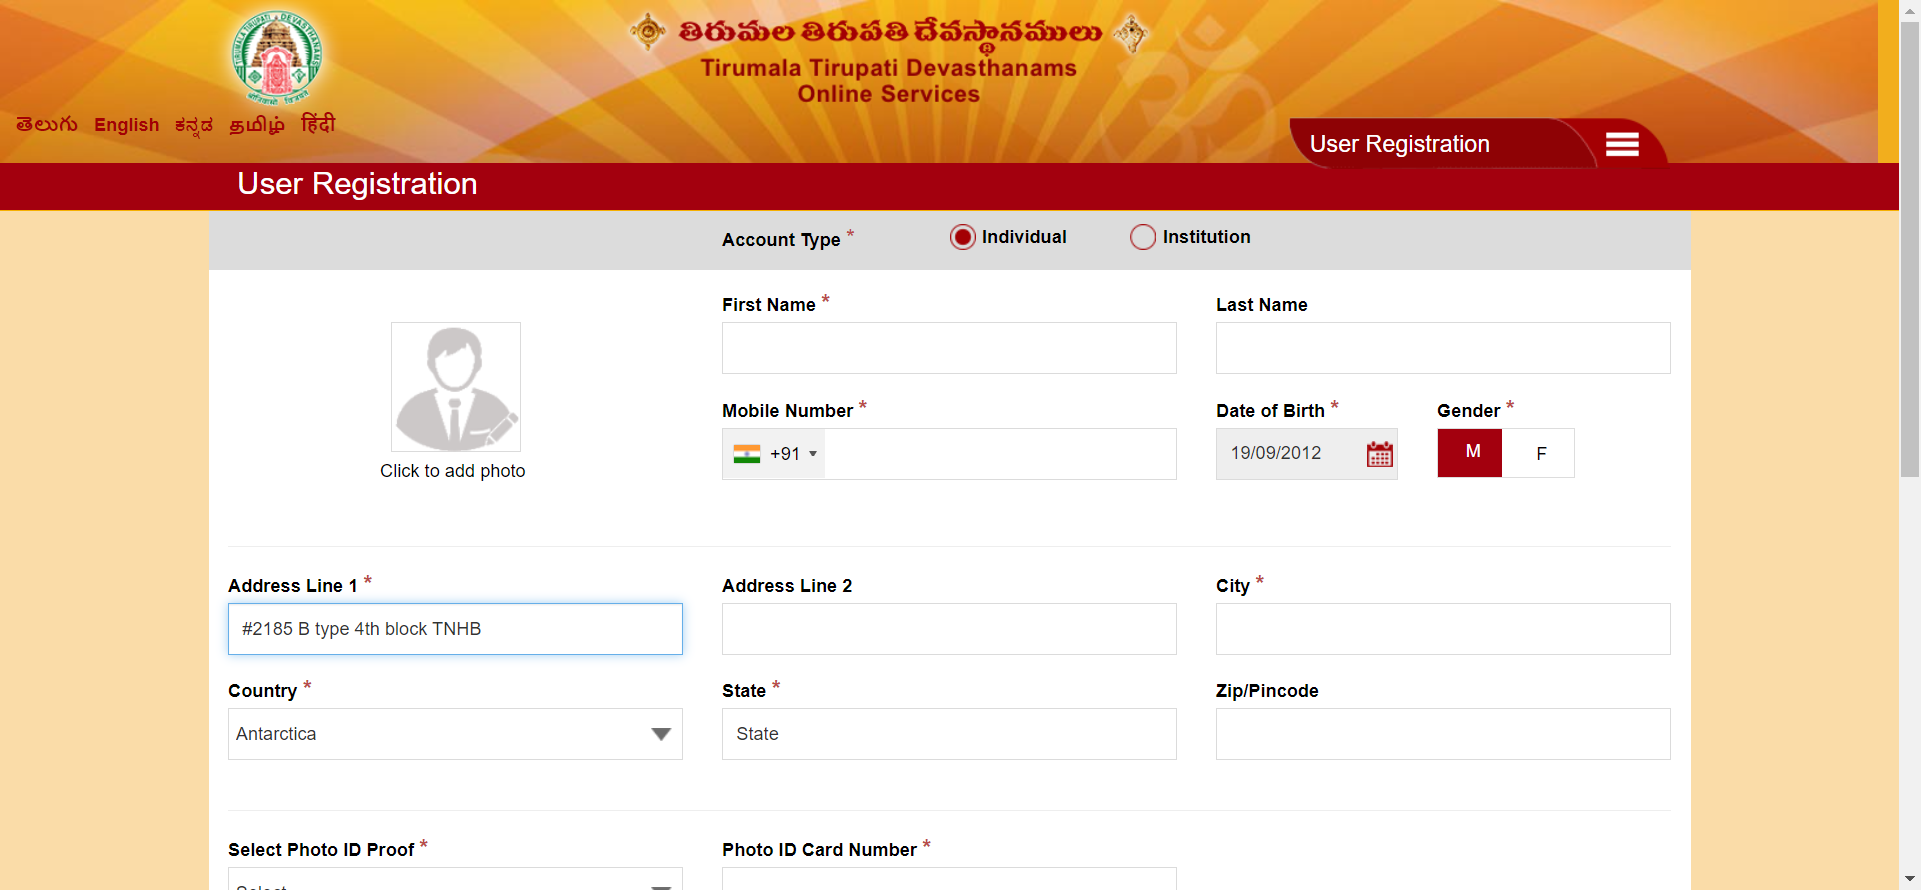 తిరుమల తిరుపతి దేవస్థానములు
Tirumala Tirupati Devasthanams
Online Services
తెలుగు English ಕನ್ನಡ தமிழ் हिंदी
User Registration
User Registration
Account Type * Individual Institution
First Name * Last Name
Click to add photo
Mobile Number * Date of Birth * Gender *
+91 19/09/2012 M F
Address Line 1 * Address Line 2 City *
#2185 B type 4th block TNHB
Country * State * Zip/Pincode
Antarctica State
Select Photo ID Proof * Photo ID Card Number *
Select